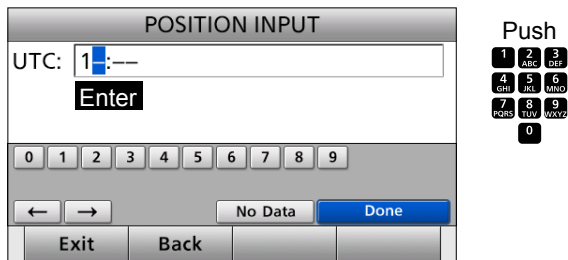 POSITION INPUT
UTC: 1–:––
Enter
0 1 2 3 4 5 6 7 8 9
← → No Data Done
Exit Back
Push
1 2 ABC 3 DEF
4 GHI 5 JKL 6 MNO
7 PQRS 8 TUV 9 WXYZ
0